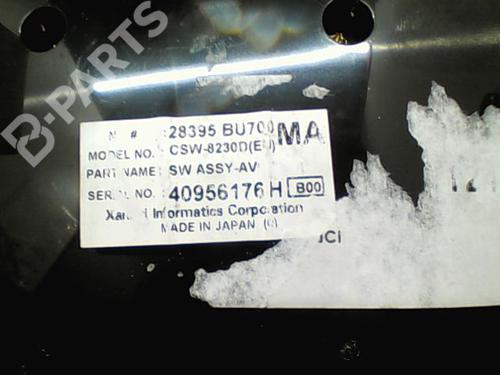 B-PARTS
N # :28395 BU700 MA
MODEL NO. : CSW-8230D(EU)
PART NAME: SW ASSY-AV
SERIAL NO. : 40956176 H B00
Informatics Corporation
MADE IN JAPAN